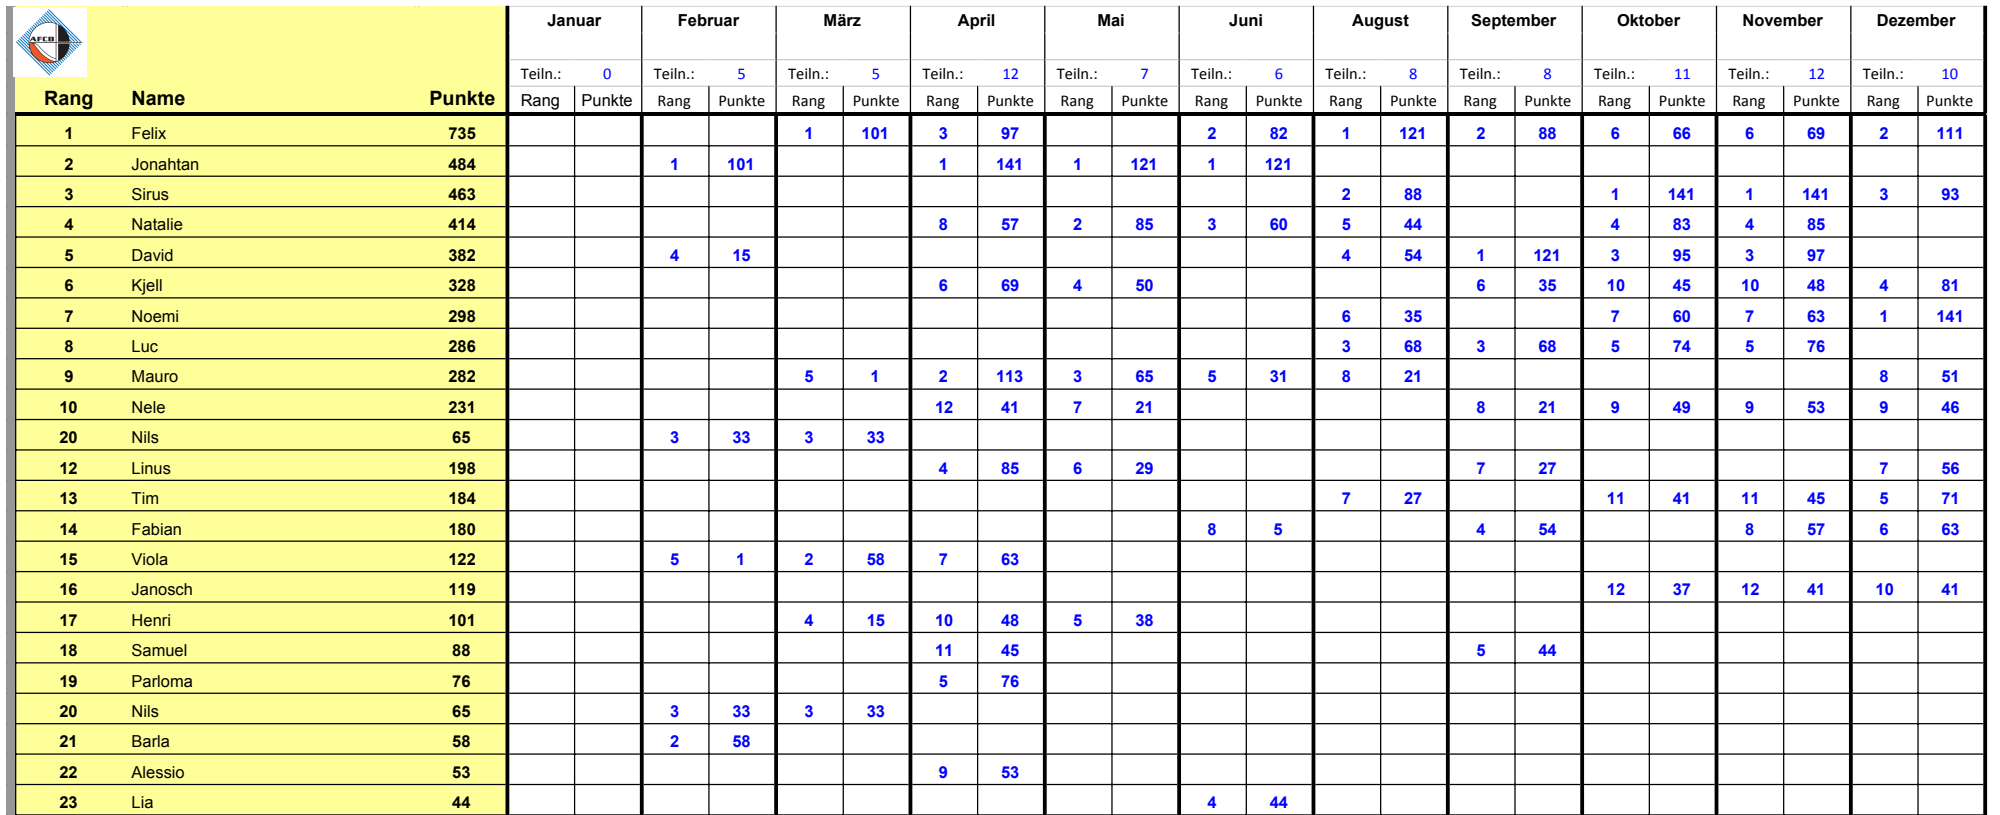 Januar Februar März April Mai Juni August September Oktober November Dezember
AFCB
Teiln.: 0 Teiln.: 5 Teiln.: 5 Teiln.: 12 Teiln.: 7 Teiln.: 6 Teiln.: 8 Teiln.: 8 Teiln.: 11 Teiln.: 12 Teiln.: 10
Rang Name Punkte Rang Punkte Rang Punkte Rang Punkte Rang Punkte Rang Punkte Rang Punkte Rang Punkte Rang Punkte Rang Punkte Rang Punkte Rang Punkte
1 Felix 735 1 101 3 97 2 82 1 121 2 88 6 66 6 69 2 111
2 Jonahtan 484 1 101 1 141 1 121 1 121
3 Sirus 463 2 88 1 141 1 141 3 93
4 Natalie 414 8 57 2 85 3 60 5 44 4 83 4 85
5 David 382 4 15 4 54 1 121 3 95 3 97
6 Kjell 328 6 69 4 50 6 35 10 45 10 48 4 81
7 Noemi 298 6 35 7 60 7 63 1 141
8 Luc 286 3 68 3 68 5 74 5 76
9 Mauro 282 5 1 2 113 3 65 5 31 8 21 8 51
10 Nele 231 12 41 7 21 8 21 9 49 9 53 9 46
20 Nils 65 3 33 3 33
12 Linus 198 4 85 6 29 7 27 7 56
13 Tim 184 7 27 11 41 11 45 5 71
14 Fabian 180 8 5 4 54 8 57 6 63
15 Viola 122 5 1 2 58 7 63
16 Janosch 119 12 37 12 41 10 41
17 Henri 101 4 15 10 48 5 38
18 Samuel 88 11 45 5 44
19 Parloma 76 5 76
20 Nils 65 3 33 3 33
21 Barla 58 2 58
22 Alessio 53 9 53
23 Lia 44 4 44